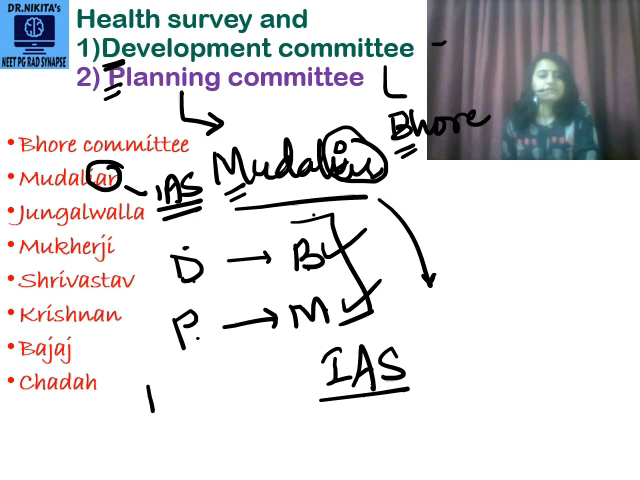 DR.NIKITA's
NEET PG RAD SYNAPSE
Health survey and
1)Development committee
2) Planning committee
Bhore
• Bhore committee
Mudaliar
• Mudaliar
IAS
• Jungalwalla
• Mukherji
D → B
• Shrivastav
• Krishnan
P. → M
• Bajaj
IAS
• Chadah